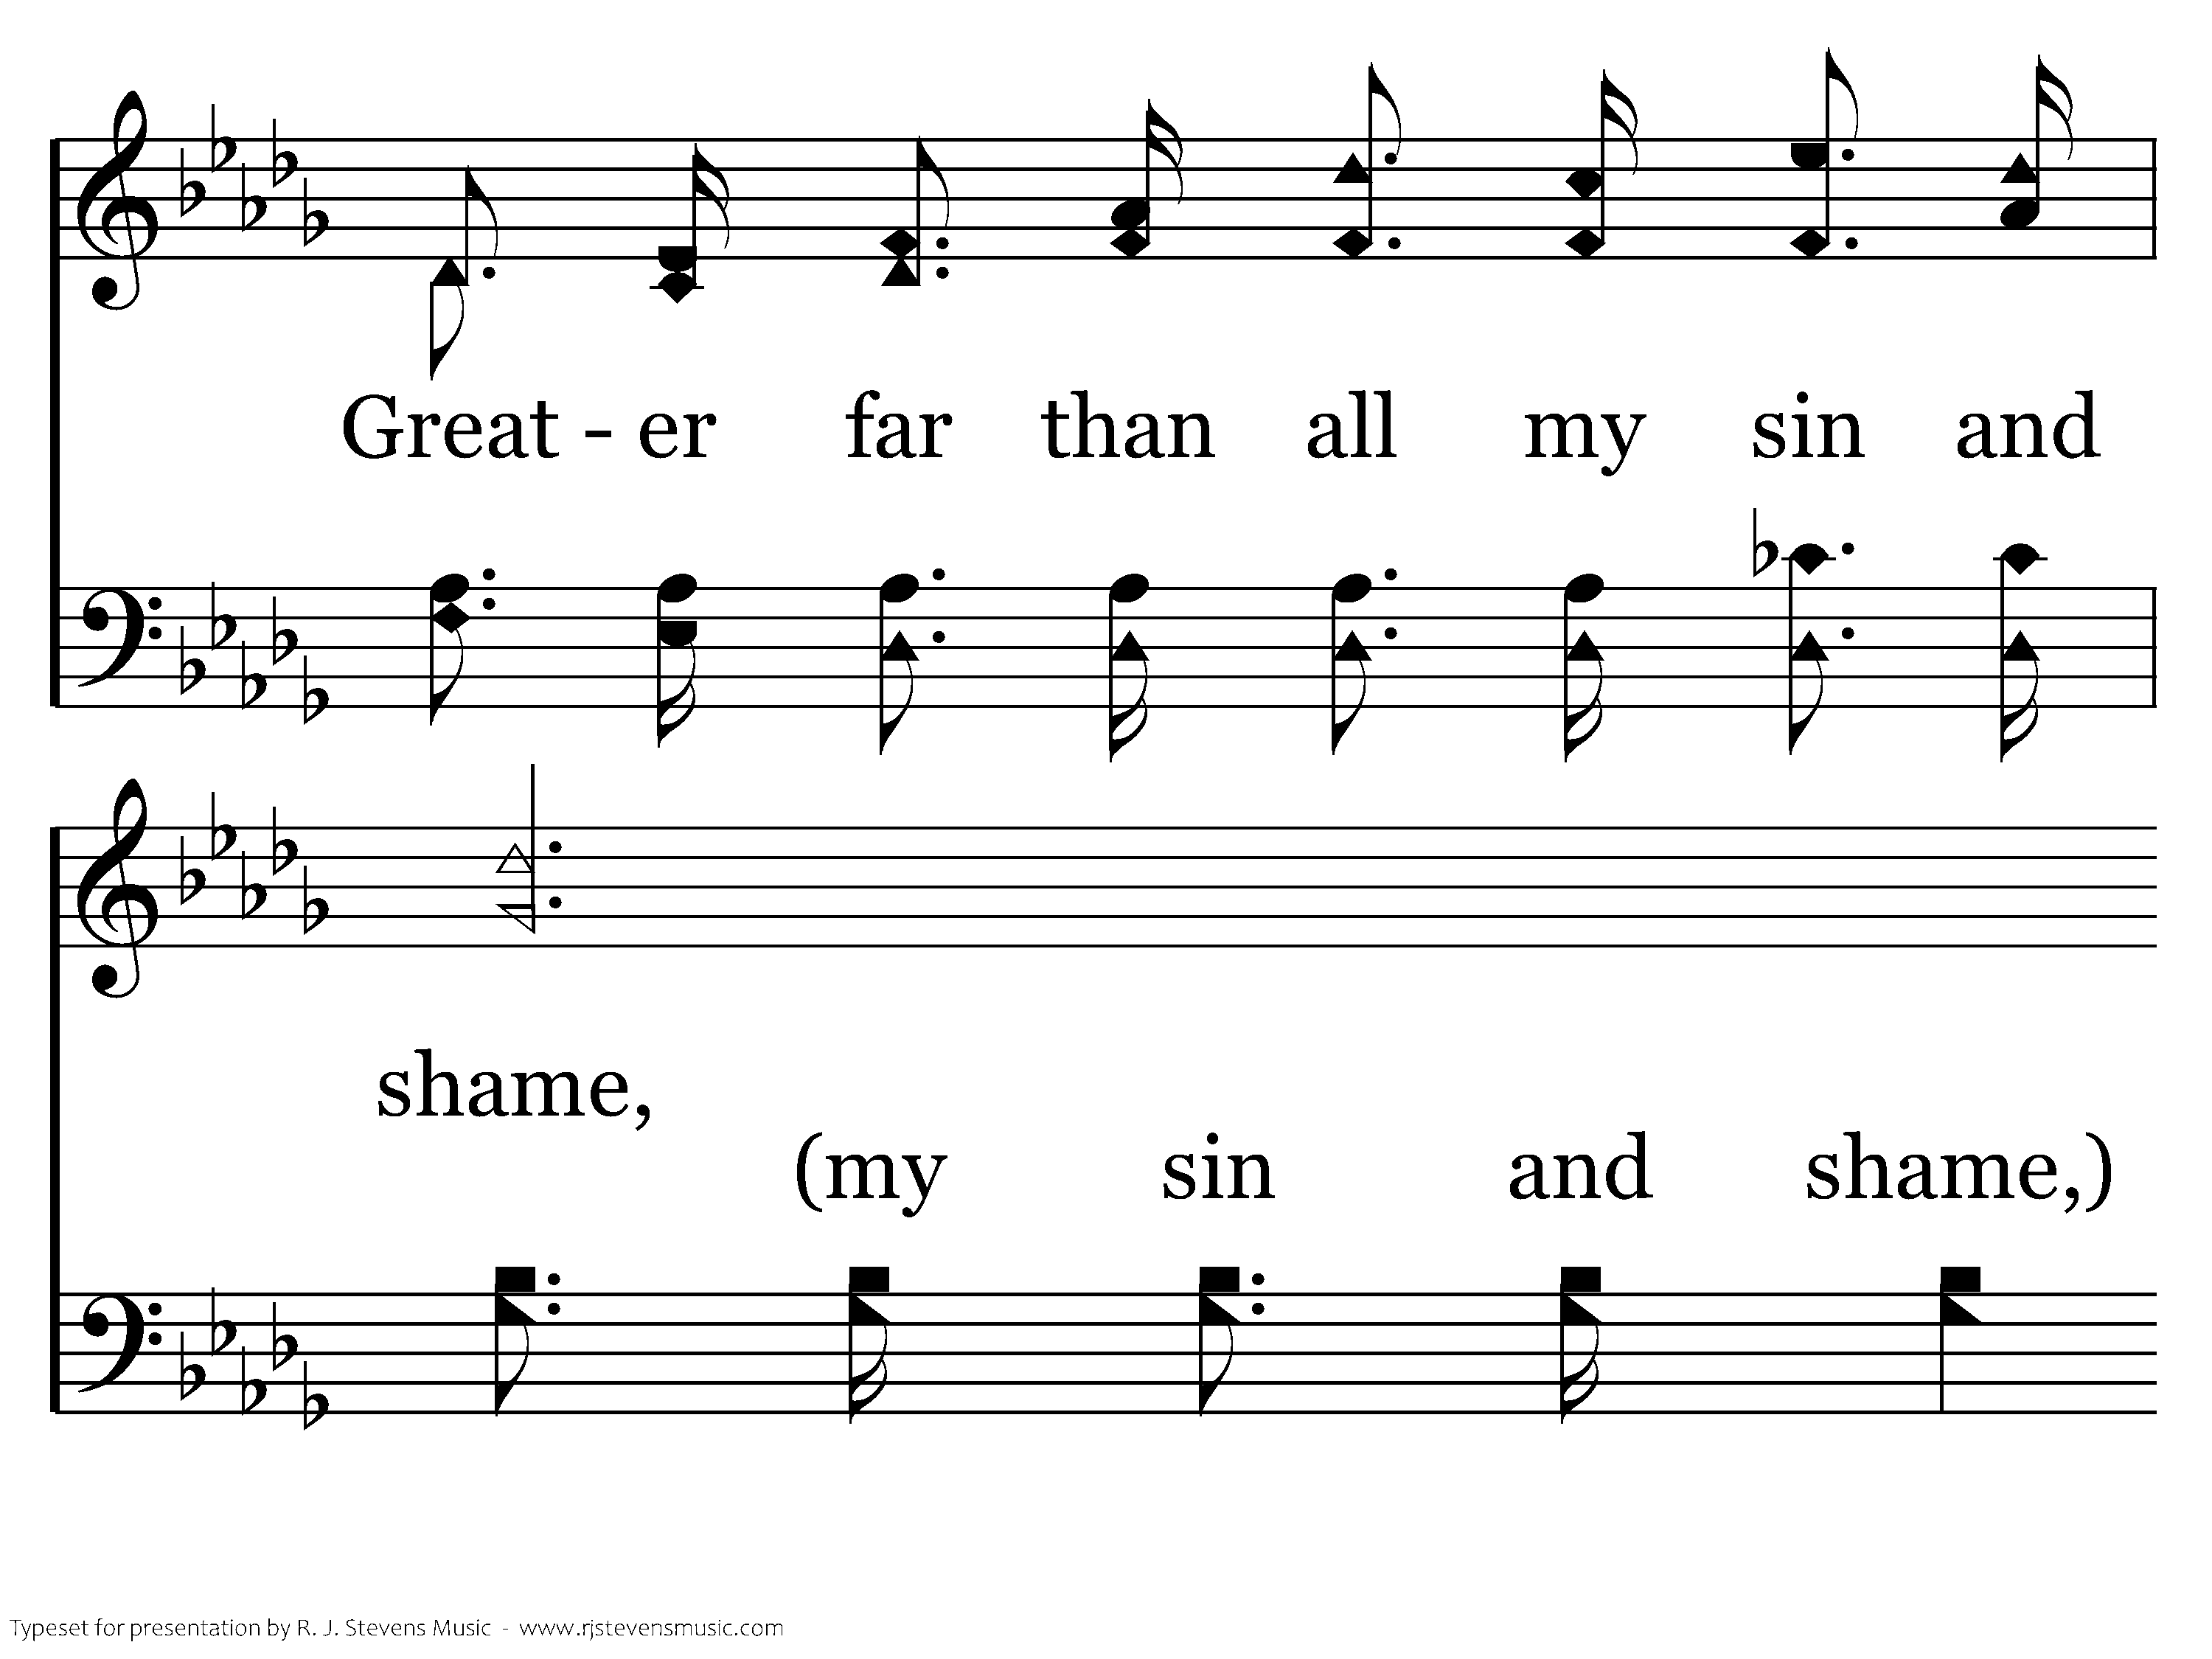 Great - er far than all my sin and
shame,
(my sin and shame,)
Typeset for presentation by R. J. Stevens Music - www.rjstevensmusic.com